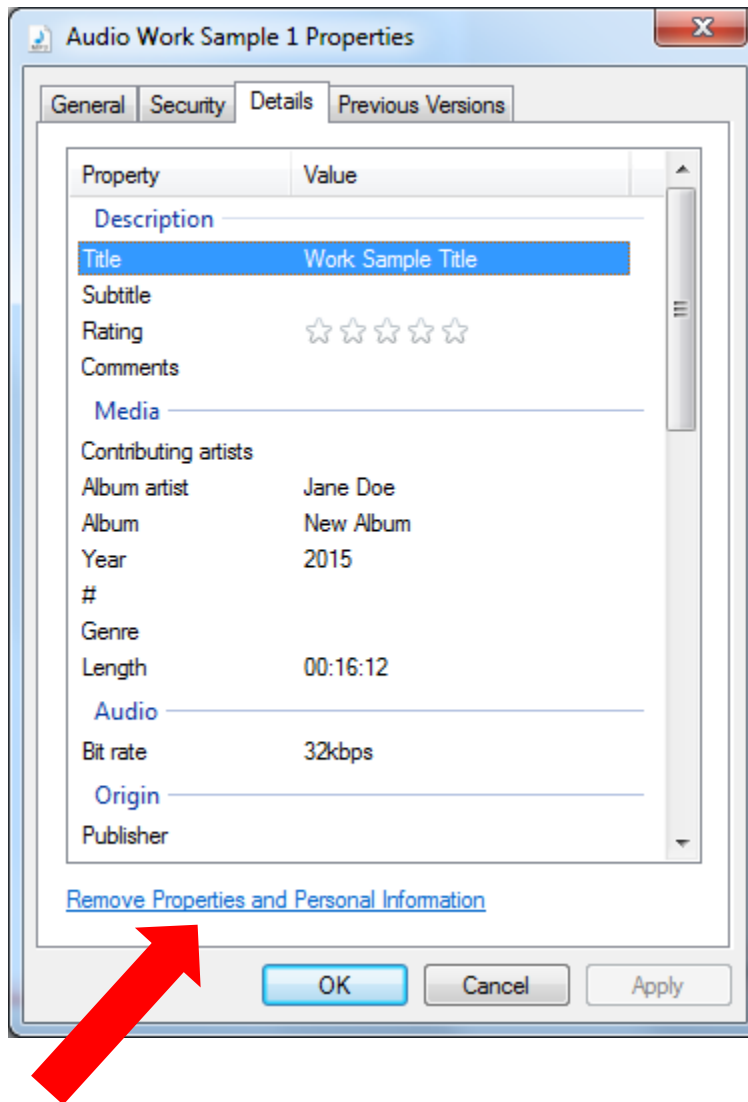 Audio Work Sample 1 Properties
General Security Details Previous Versions
Property Value
Description
Title Work Sample Title
Subtitle
Rating
Comments
Media
Contributing artists
Album artist Jane Doe
Album New Album
Year 2015
#
Genre
Length 00:16:12
Audio
Bit rate 32kbps
Origin
Publisher
Remove Properties and Personal Information
OK Cancel Apply